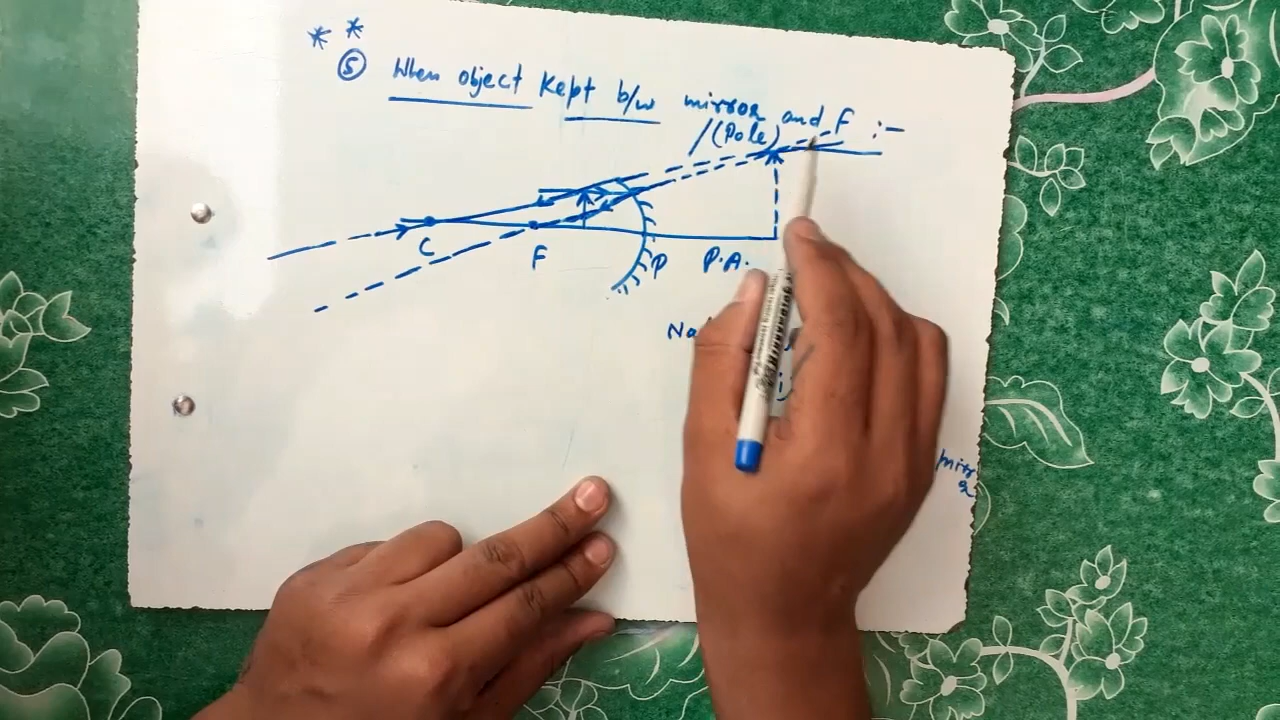 * *
⑤ When object kept b/w mirror and F :-
/(Pole)
C
F
P
P.A.